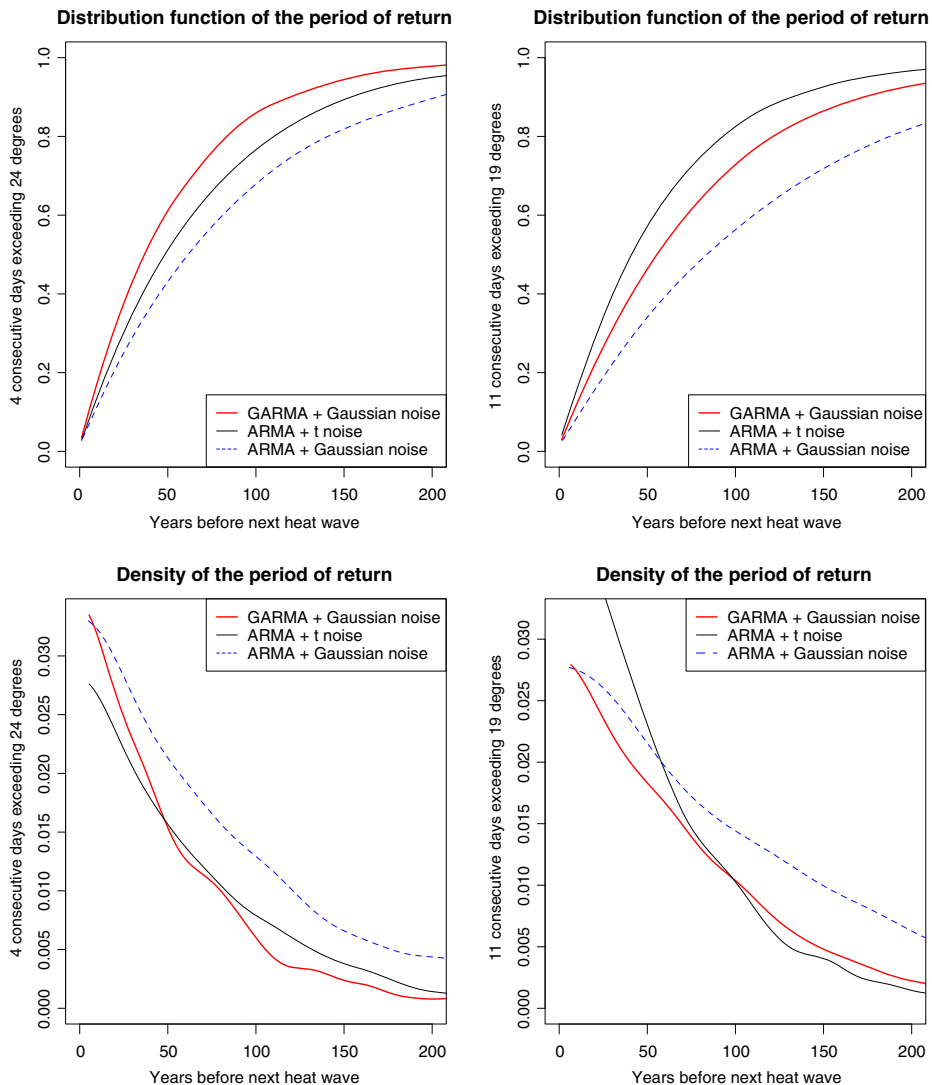 Distribution function of the period of return
4 consecutive days exceeding 24 degrees
1.0
0.8
0.6
0.4
0.2
0.0
GARMA + Gaussian noise
ARMA + t noise
ARMA + Gaussian noise
0 50 100 150 200
Years before next heat wave
Distribution function of the period of return
11 consecutive days exceeding 19 degrees
1.0
0.8
0.6
0.4
0.2
0.0
GARMA + Gaussian noise
ARMA + t noise
ARMA + Gaussian noise
0 50 100 150 200
Years before next heat wave
Density of the period of return
4 consecutive days exceeding 24 degrees
0.030
0.025
0.020
0.015
0.010
0.005
0.000
GARMA + Gaussian noise
ARMA + t noise
ARMA + Gaussian noise
0 50 100 150 200
Years before next heat wave
Density of the period of return
11 consecutive days exceeding 19 degrees
0.030
0.025
0.020
0.015
0.010
0.005
0.000
GARMA + Gaussian noise
ARMA + t noise
ARMA + Gaussian noise
0 50 100 150 200
Years before next heat wave